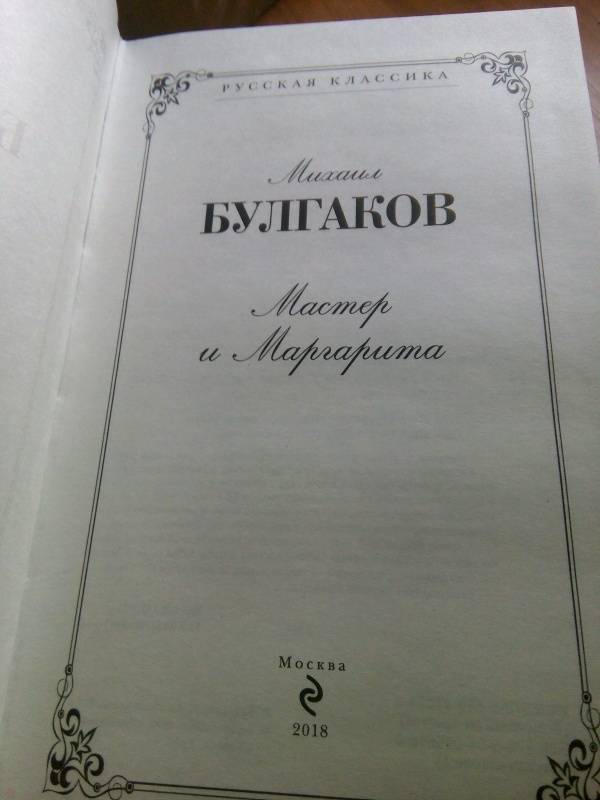 РУССКАЯ КЛАССИКА
Михаил
БУЛГАКОВ
Мастер
и Маргарита
Москва
2018